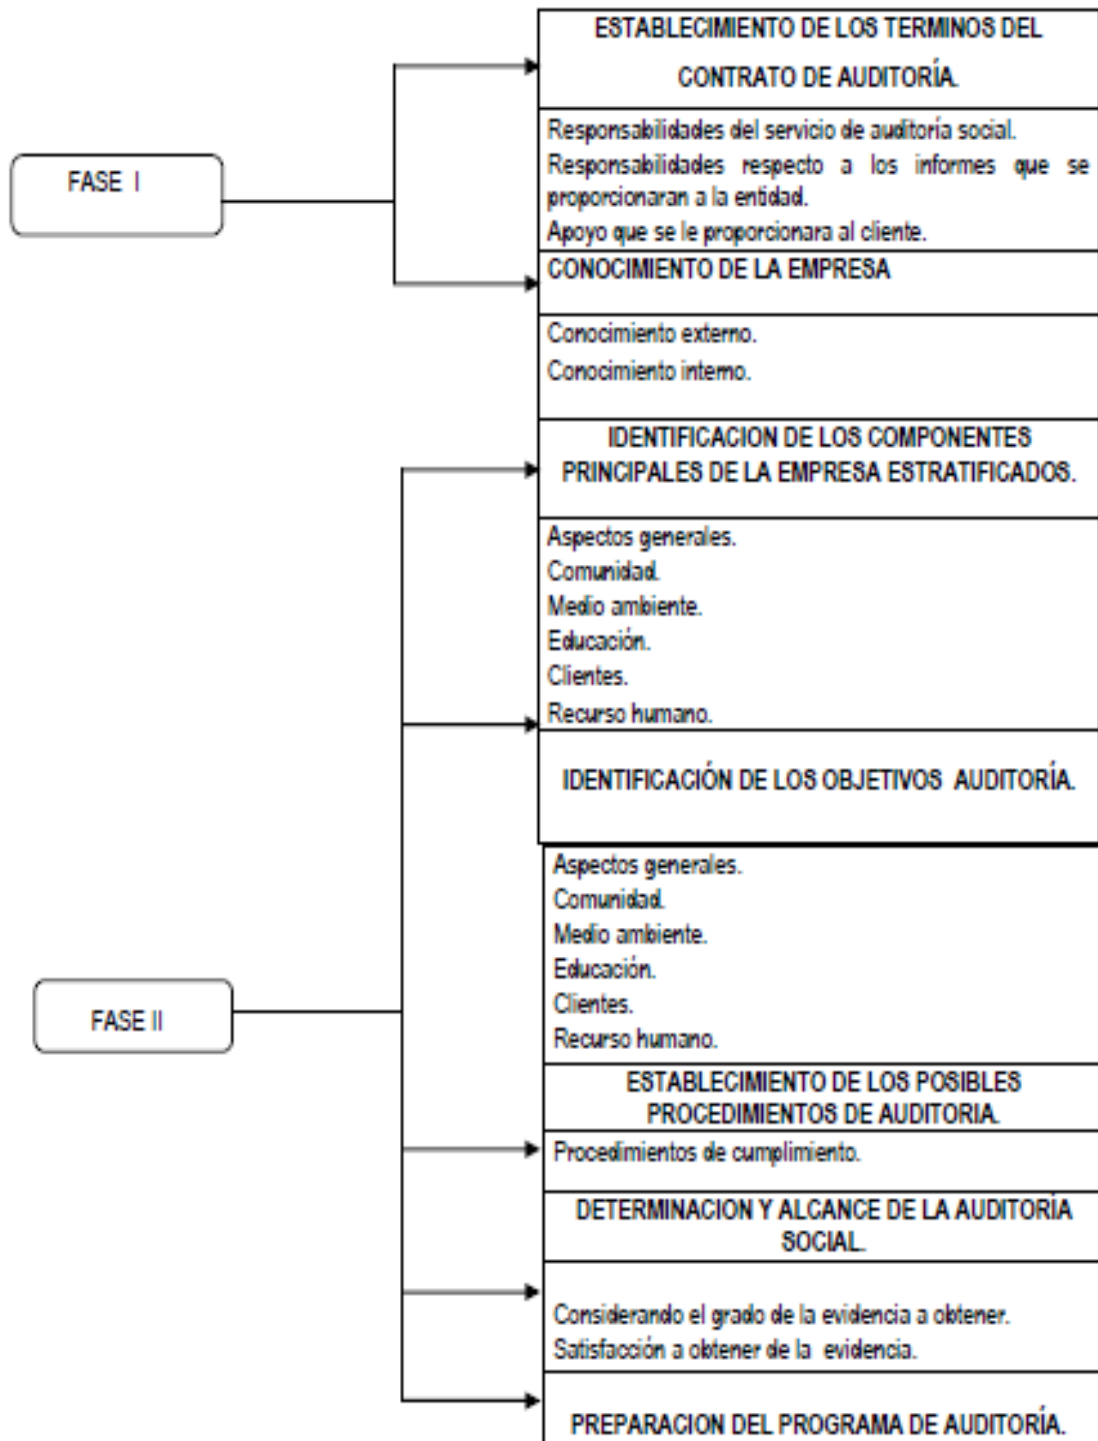 ESTABLECIMIENTO DE LOS TERMINOS DEL
CONTRATO DE AUDITORÍA.
FASE I
Responsabilidades del servicio de auditoría social.
Responsabilidades respecto a los informes que se
proporcionaran a la entidad.
Apoyo que se le proporcionara al cliente.
CONOCIMIENTO DE LA EMPRESA
Conocimiento externo.
Conocimiento interno.
IDENTIFICACION DE LOS COMPONENTES
PRINCIPALES DE LA EMPRESA ESTRATIFICADOS.
Aspectos generales.
Comunidad.
Medio ambiente.
Educación.
Clientes.
Recurso humano.
IDENTIFICACIÓN DE LOS OBJETIVOS AUDITORÍA.
Aspectos generales.
Comunidad.
Medio ambiente.
Educación.
Clientes.
Recurso humano.
FASE II
ESTABLECIMIENTO DE LOS POSIBLES
PROCEDIMIENTOS DE AUDITORIA.
Procedimientos de cumplimiento.
DETERMINACION Y ALCANCE DE LA AUDITORÍA
SOCIAL.
Considerando el grado de la evidencia a obtener.
Satisfacción a obtener de la evidencia.
PREPARACION DEL PROGRAMA DE AUDITORÍA.